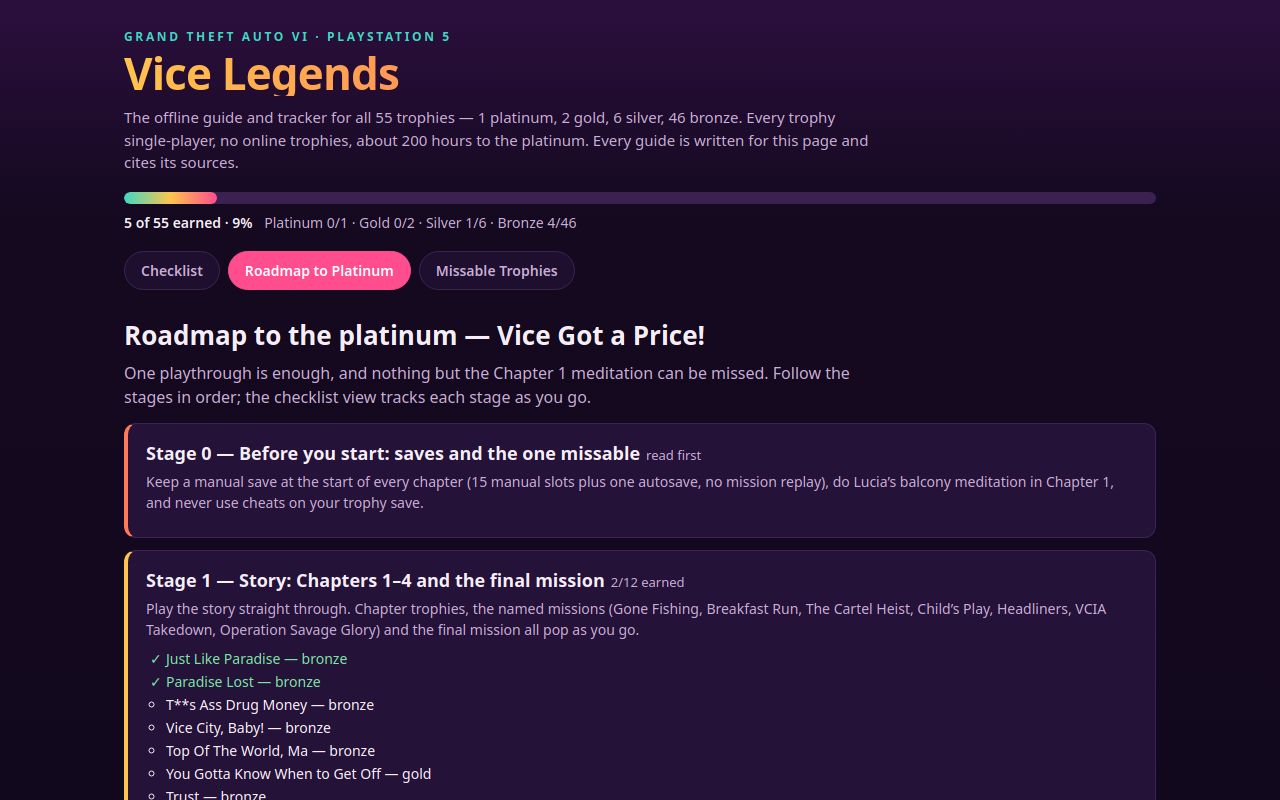 GRAND THEFT AUTO VI · PLAYSTATION 5
Vice Legends
The offline guide and tracker for all 55 trophies — 1 platinum, 2 gold, 6 silver, 46 bronze. Every trophy
single-player, no online trophies, about 200 hours to the platinum. Every guide is written for this page and
cites its sources.
5 of 55 earned · 9% Platinum 0/1 · Gold 0/2 · Silver 1/6 · Bronze 4/46
Checklist Roadmap to Platinum Missable Trophies
Roadmap to the platinum — Vice Got a Price!
One playthrough is enough, and nothing but the Chapter 1 meditation can be missed. Follow the
stages in order; the checklist view tracks each stage as you go.
Stage 0 — Before you start: saves and the one missable read first
Keep a manual save at the start of every chapter (15 manual slots plus one autosave, no mission replay), do Lucia’s balcony meditation in Chapter 1,
and never use cheats on your trophy save.
Stage 1 — Story: Chapters 1–4 and the final mission 2/12 earned
Play the story straight through. Chapter trophies, the named missions (Gone Fishing, Breakfast Run, The Cartel Heist, Child’s Play, Headliners, VCIA
Takedown, Operation Savage Glory) and the final mission all pop as you go.
✓ Just Like Paradise — bronze
✓ Paradise Lost — bronze
T**s Ass Drug Money — bronze
Vice City, Baby! — bronze
Top Of The World, Ma — bronze
You Gotta Know When to Get Off — gold
Trust — bronze